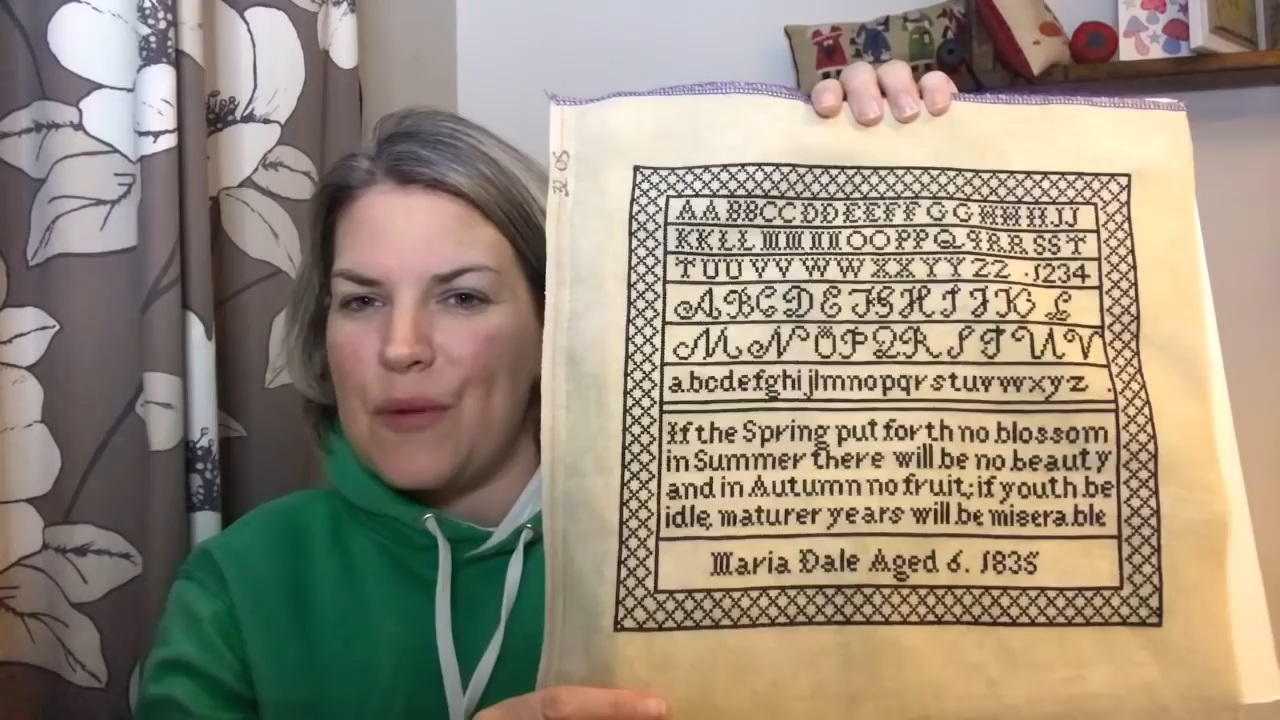 AABBCCDDEEFFGGHHIIJJ
KKLLMMNNOOPPQQRRSST
TUUVVWWXXYYZZ .1234
ABCDEFGHIJKL
MNOPQRSTUV
abcdefghijlmnopqrstuvwxyz
If the Spring put forth no blossom
in Summer there will be no beauty
and in Autumn no fruit; if youth be
idle, maturer years will be miserable
Maria Dale Aged 6. 1835